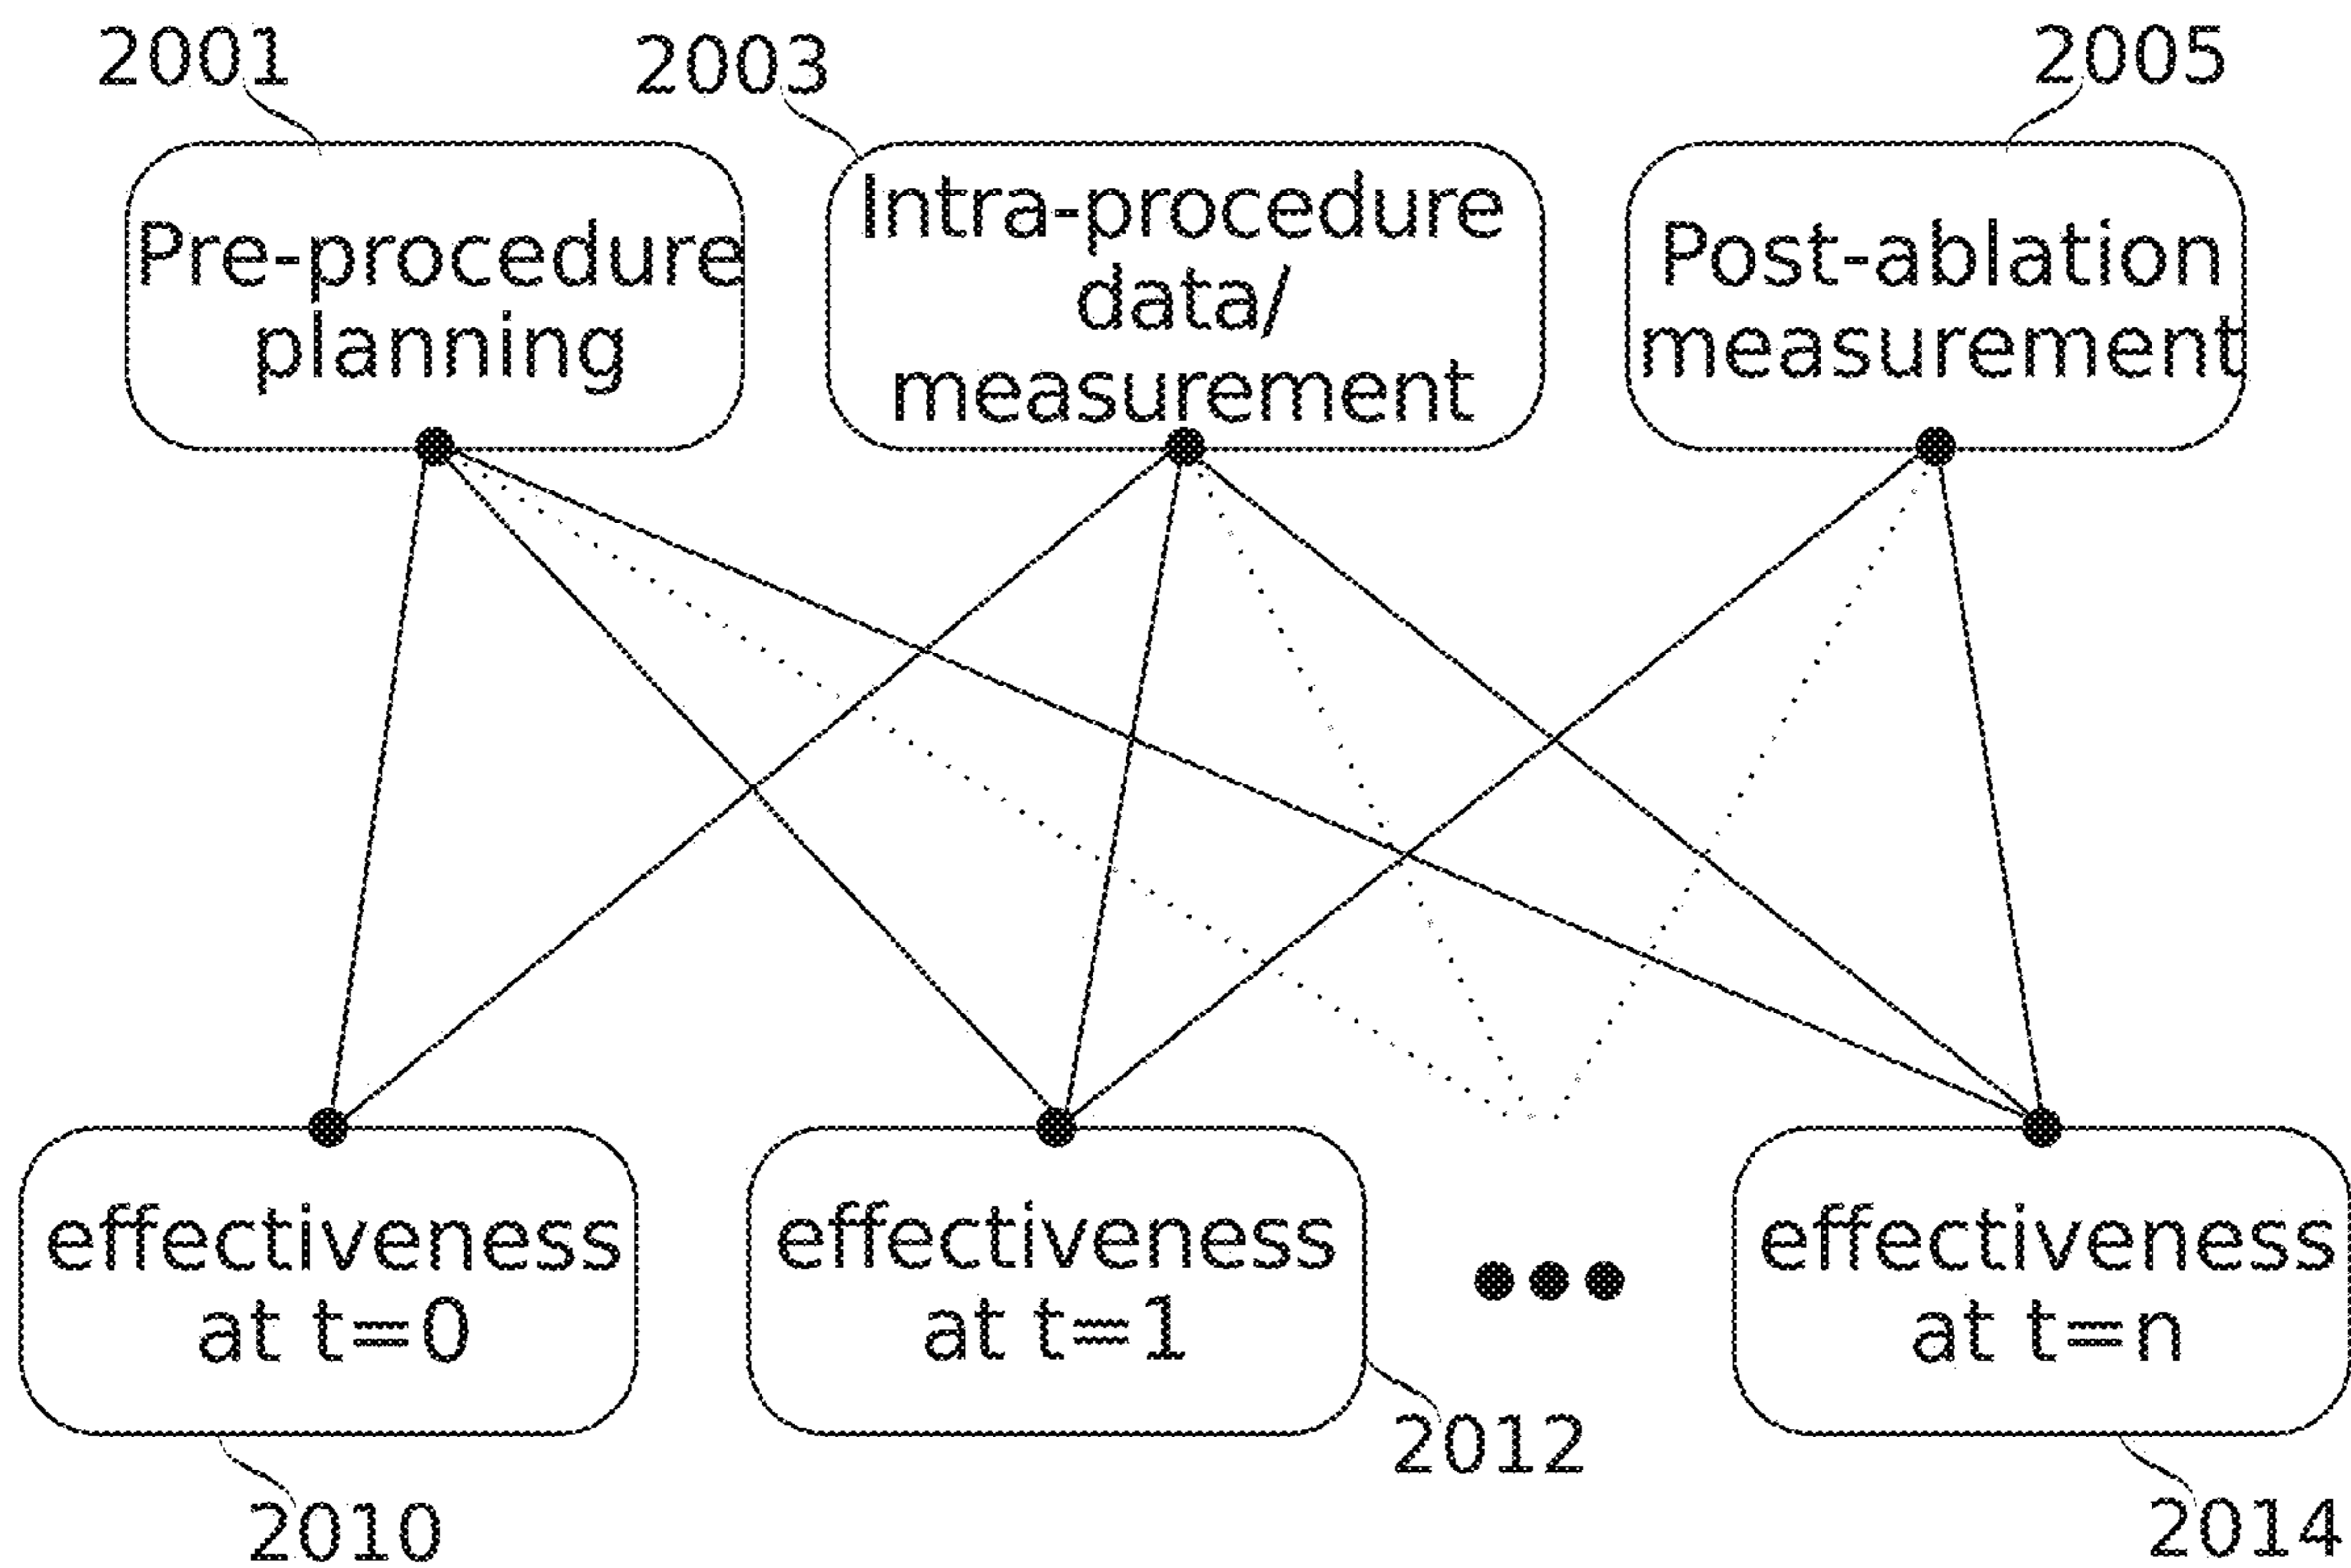 2001
2003
2005
Pre-procedure
planning
Intra-procedure
data/
measurement
Post-ablation
measurement
effectiveness
at t=0
effectiveness
at t=1
effectiveness
at t=n
2010
2012
2014